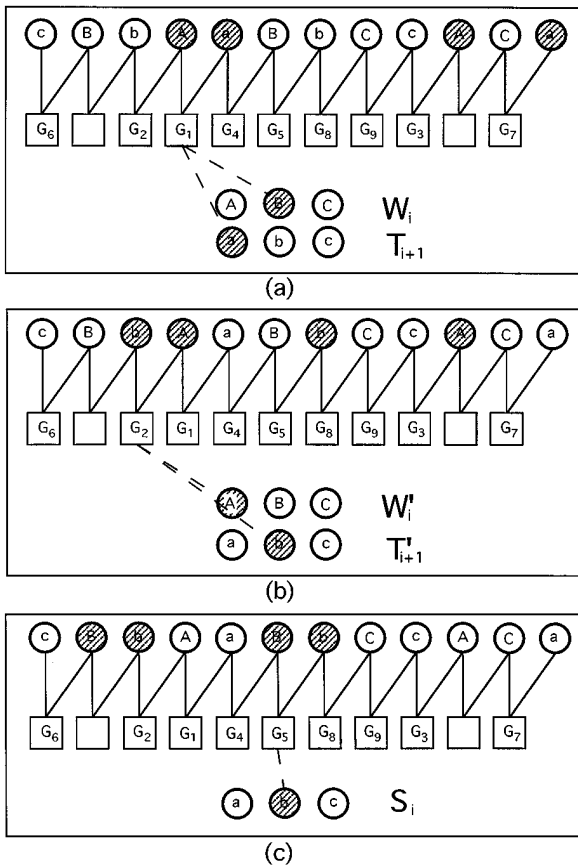 c B b A a B b C c A C a
G₆ G₂ G₁ G₄ G₅ G₈ G₉ G₃ G₇
A B C Wᵢ
a b c Tᵢ₊₁
(a)
c B b A a B b C c A C a
G₆ G₂ G₁ G₄ G₅ G₈ G₉ G₃ G₇
A B C W'ᵢ
a b c T'ᵢ₊₁
(b)
c B b A a B b C c A C a
G₆ G₂ G₁ G₄ G₅ G₈ G₉ G₃ G₇
a b c Sᵢ
(c)